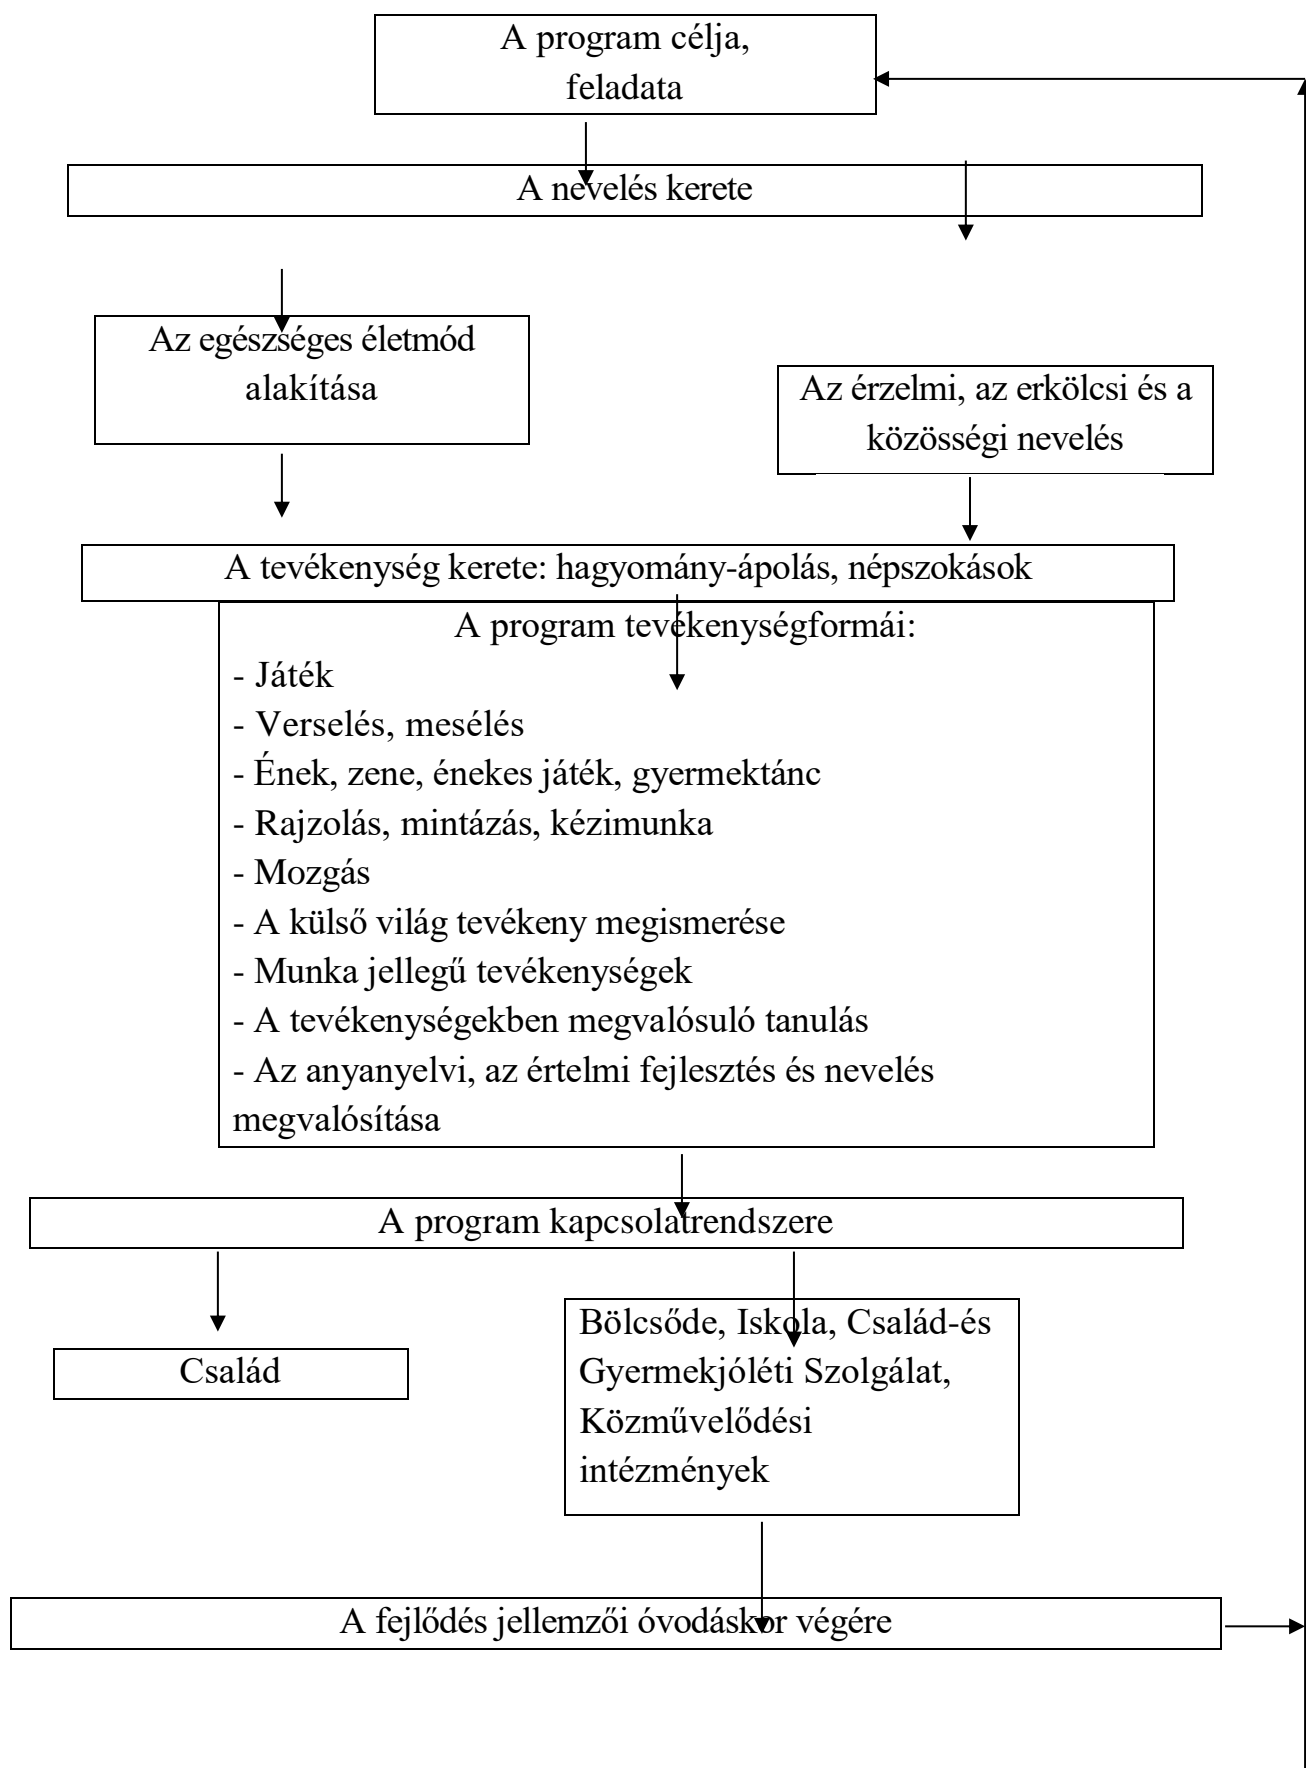 A program célja,
feladata
A nevelés kerete
Az egészséges életmód
alakítása
Az érzelmi, az erkölcsi és a
közösségi nevelés
A tevékenység kerete: hagyomány-ápolás, népszokások
A program tevékenységformái:
- Játék
- Verselés, mesélés
- Ének, zene, énekes játék, gyermektánc
- Rajzolás, mintázás, kézimunka
- Mozgás
- A külső világ tevékeny megismerése
- Munka jellegű tevékenységek
- A tevékenységekben megvalósuló tanulás
- Az anyanyelvi, az értelmi fejlesztés és nevelés
megvalósítása
A program kapcsolatrendszere
Család
Bölcsőde, Iskola, Család-és
Gyermekjóléti Szolgálat,
Közművelődési
intézmények
A fejlődés jellemzői óvodáskor végére